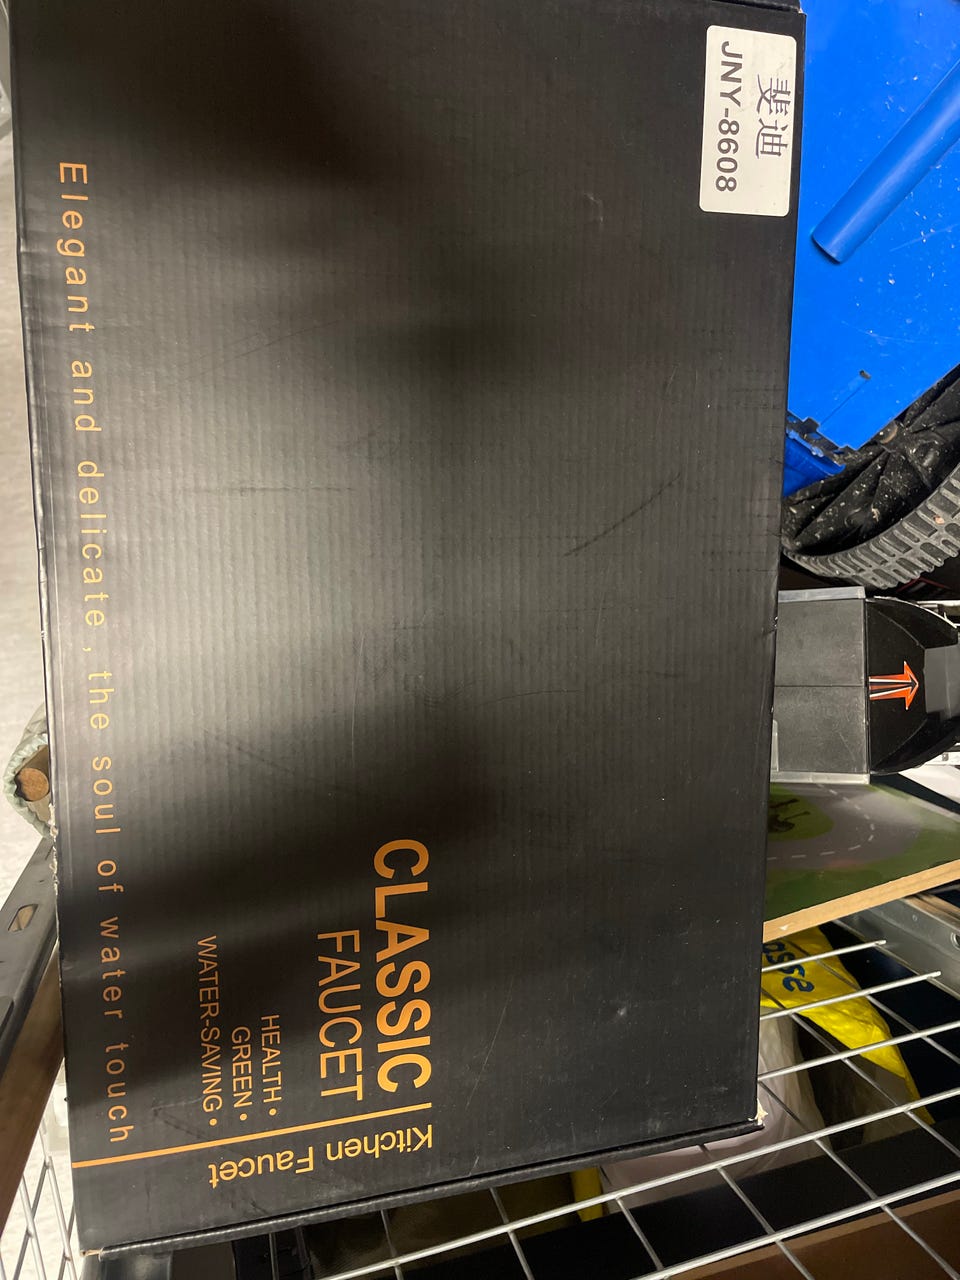 斐迪
JNY-8608
CLASSIC
FAUCET
HEALTH•
GREEN•
WATER-SAVING•
Kitchen Faucet
Elegant and delicate , the soul of water touch